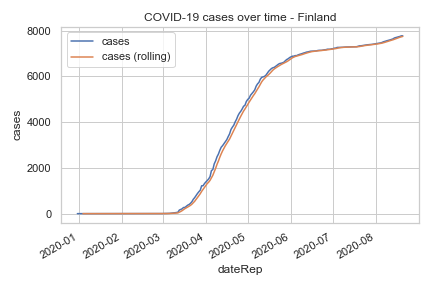 COVID-19 cases over time - Finland
cases
cases (rolling)
8000
6000
4000
2000
0
cases
2020-01
2020-02
2020-03
2020-04
2020-05
2020-06
2020-07
2020-08
dateRep